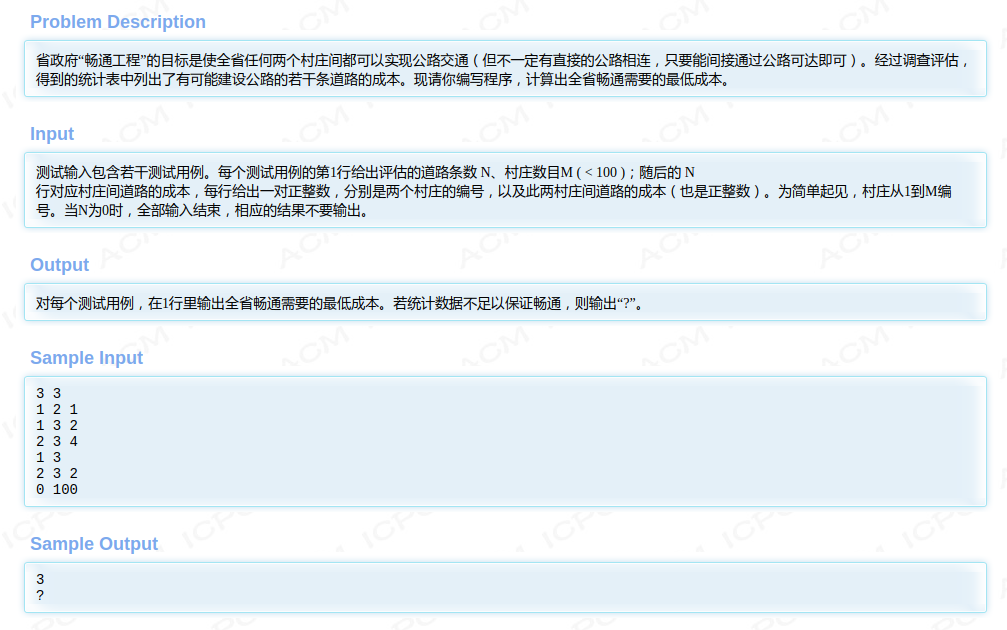 Problem Description
省政府“畅通工程”的目标是使全省任何两个村庄间都可以实现公路交通（但不一定有直接的公路相连，只要能间接通过公路可达即可）。经过调查评估，
得到的统计表中列出了有可能建设公路的若干条道路的成本。现请你编写程序，计算出全省畅通需要的最低成本。
Input
测试输入包含若干测试用例。每个测试用例的第1行给出评估的道路条数 N、村庄数目M ( < 100 )；随后的 N
行对应村庄间道路的成本，每行给出一对正整数，分别是两个村庄的编号，以及此两村庄间道路的成本（也是正整数）。为简单起见，村庄从1到M编
号。当N为0时，全部输入结束，相应的结果不要输出。
Output
对每个测试用例，在1行里输出全省畅通需要的最低成本。若统计数据不足以保证畅通，则输出“?”。
Sample Input
3 3
1 2 1
1 3 2
2 3 4
1 3
2 3 2
0 100
Sample Output
3
?